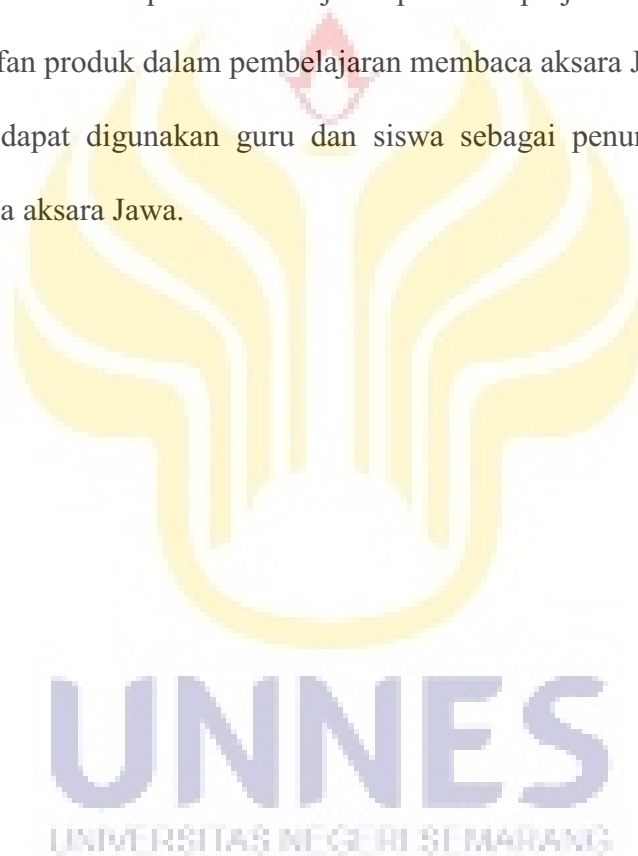 fan produk dalam pembelajaran membaca aksara J
dapat digunakan guru dan siswa sebagai penu
a aksara Jawa.
UNNES
UNIVERSITAS NEGERI SEMARANG